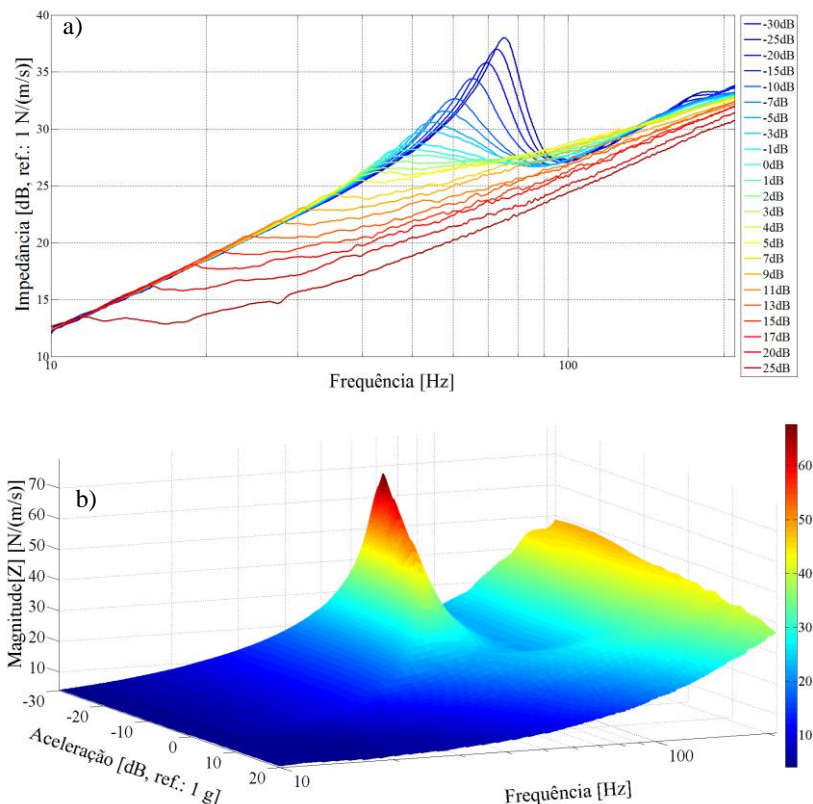 a)
Impedância [dB, ref.: 1 N/(m/s)]
40
35
30
25
20
15
10
10
100
Frequência [Hz]
-30dB
-25dB
-20dB
-15dB
-10dB
-7dB
-5dB
-3dB
-1dB
0dB
1dB
2dB
3dB
4dB
5dB
7dB
9dB
11dB
13dB
15dB
17dB
20dB
25dB
b)
Magnitude[Z] [N/(m/s)]
70
60
50
40
30
20
10
-30
-20
-10
0
10
20
Aceleração [dB, ref.: 1 g]
10
100
Frequência [Hz]
60
50
40
30
20
10